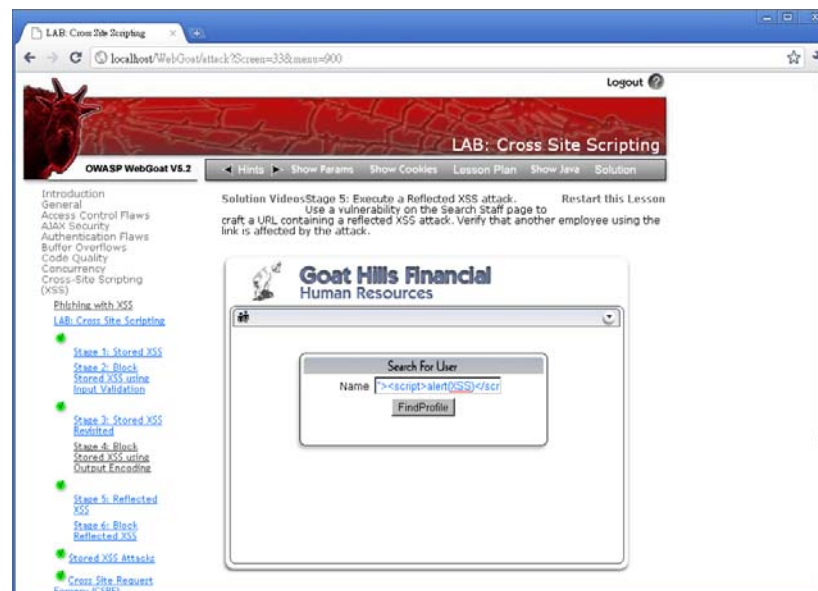 LAB: Cross Site Scripting
localhost/WebGoat/attack?Screen=33&menu=900
Logout
LAB: Cross Site Scripting
OWASP WebGoat V5.2
Hints
Show Params
Show Cookies
Lesson Plan
Show Java
Solution
Introduction
General
Access Control Flaws
AJAX Security
Authentication Flaws
Buffer Overflows
Code Quality
Concurrency
Cross-Site Scripting
(XSS)
Phishing with XSS
LAB: Cross Site Scripting
Stage 1: Stored XSS
Stage 2: Block
Stored XSS using
Input Validation
Stage 3: Stored XSS
Revisited
Stage 4: Block
Stored XSS using
Output Encoding
Stage 5: Reflected
XSS
Stage 6: Block
Reflected XSS
Stored XSS Attacks
Cross Site Request
Forgery (CSRF)
Solution VideosStage 5: Execute a Reflected XSS attack.
Restart this Lesson
Use a vulnerability on the Search Staff page to
craft a URL containing a reflected XSS attack. Verify that another employee using the
link is affected by the attack.
Goat Hills Financial
Human Resources
Search For User
Name "><script>alert(XSS)</scr
FindProfile